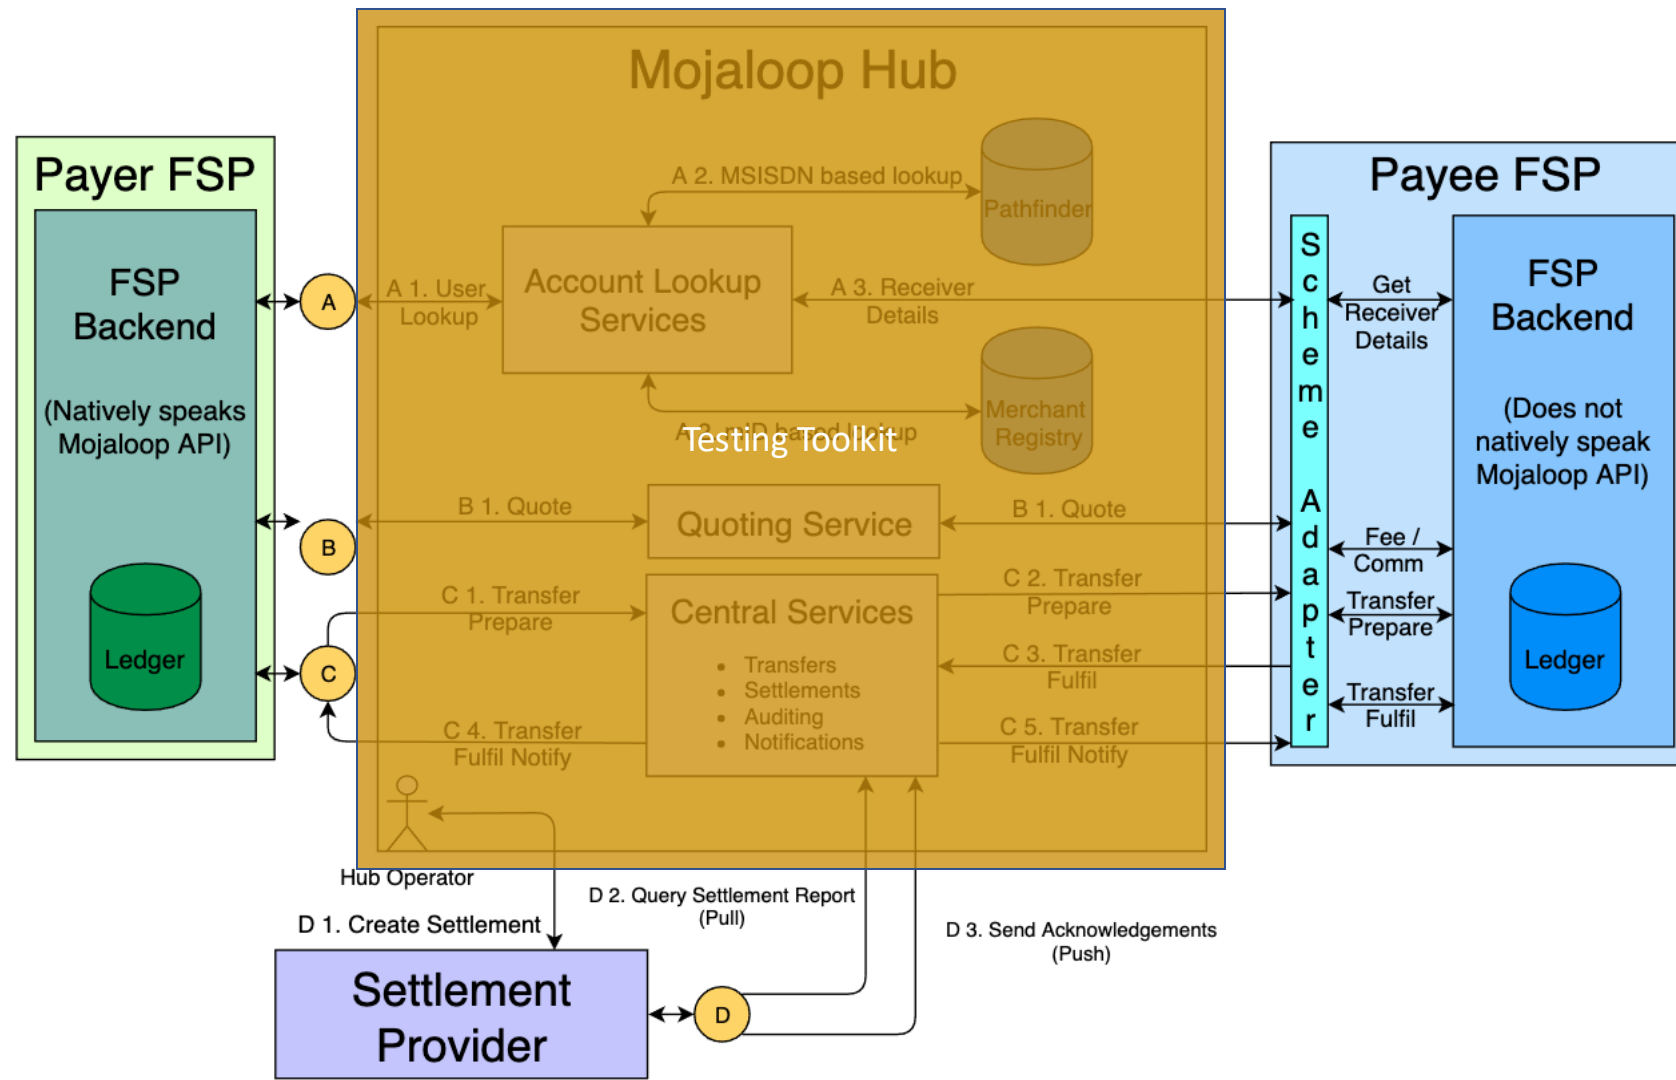 Mojaloop Hub
Payer FSP
FSP
Backend
(Natively speaks
Mojaloop API)
Ledger
A
B
C
A 1. User
Lookup
A 2. MSISDN based lookup
Pathfinder
Account Lookup
Services
A 3. Receiver
Details
Merchant
Registry
Testing Toolkit
B 1. Quote
Quoting Service
B 1. Quote
C 1. Transfer
Prepare
Central Services
• Transfers
• Settlements
• Auditing
• Notifications
C 2. Transfer
Prepare
C 3. Transfer
Fulfil
C 4. Transfer
Fulfil Notify
C 5. Transfer
Fulfil Notify
Payee FSP
Scheme Adapter
Get
Receiver
Details
Fee /
Comm
Transfer
Prepare
Transfer
Fulfil
FSP
Backend
(Does not
natively speak
Mojaloop API)
Ledger
Hub Operator
D 1. Create Settlement
D 2. Query Settlement Report
(Pull)
D 3. Send Acknowledgements
(Push)
Settlement
Provider
D